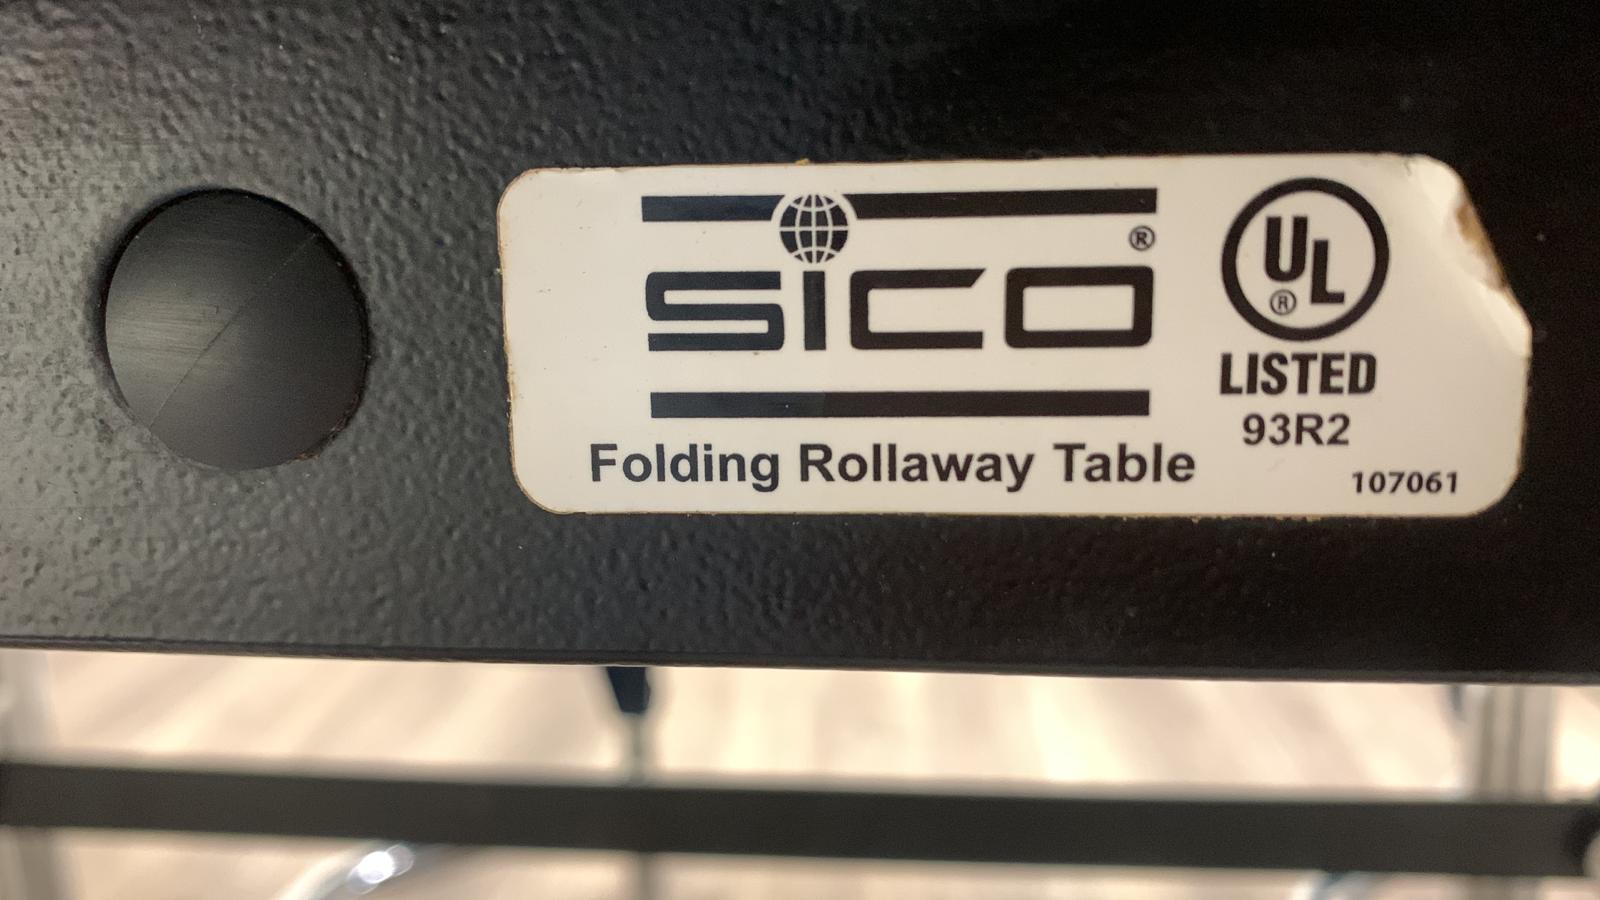 SICO®
Folding Rollaway Table
UL®
LISTED
93R2
107061